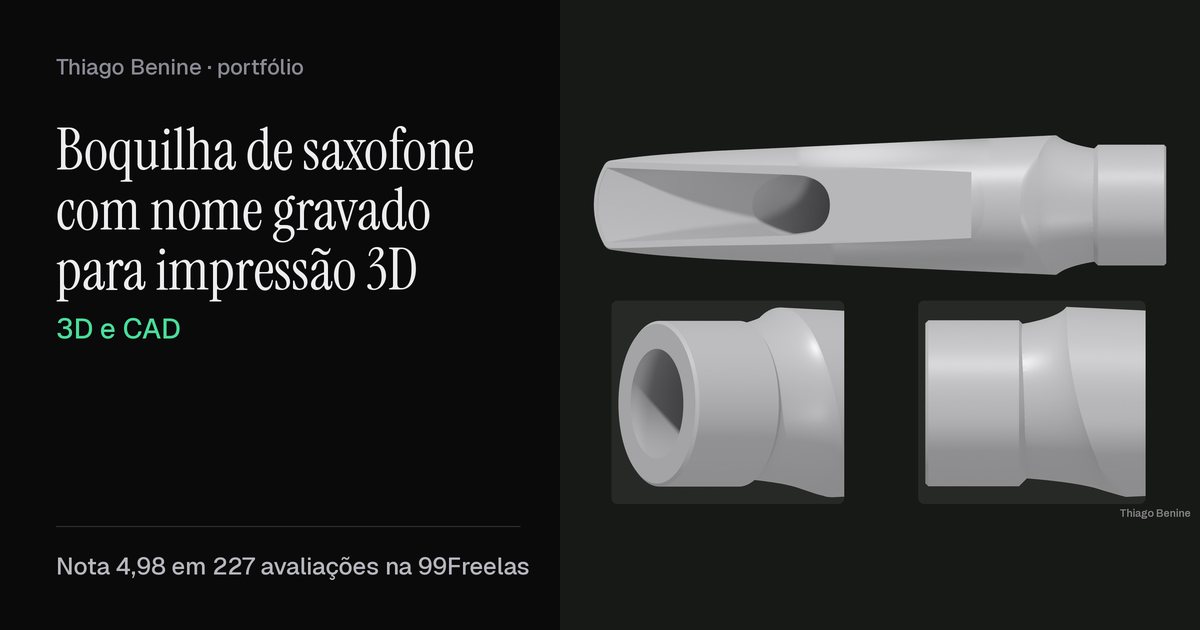 Thiago Benine · portfólio
Boquilha de saxofone
com nome gravado
para impressão 3D
3D e CAD
Nota 4,98 em 227 avaliações na 99Freelas
Thiago Benine